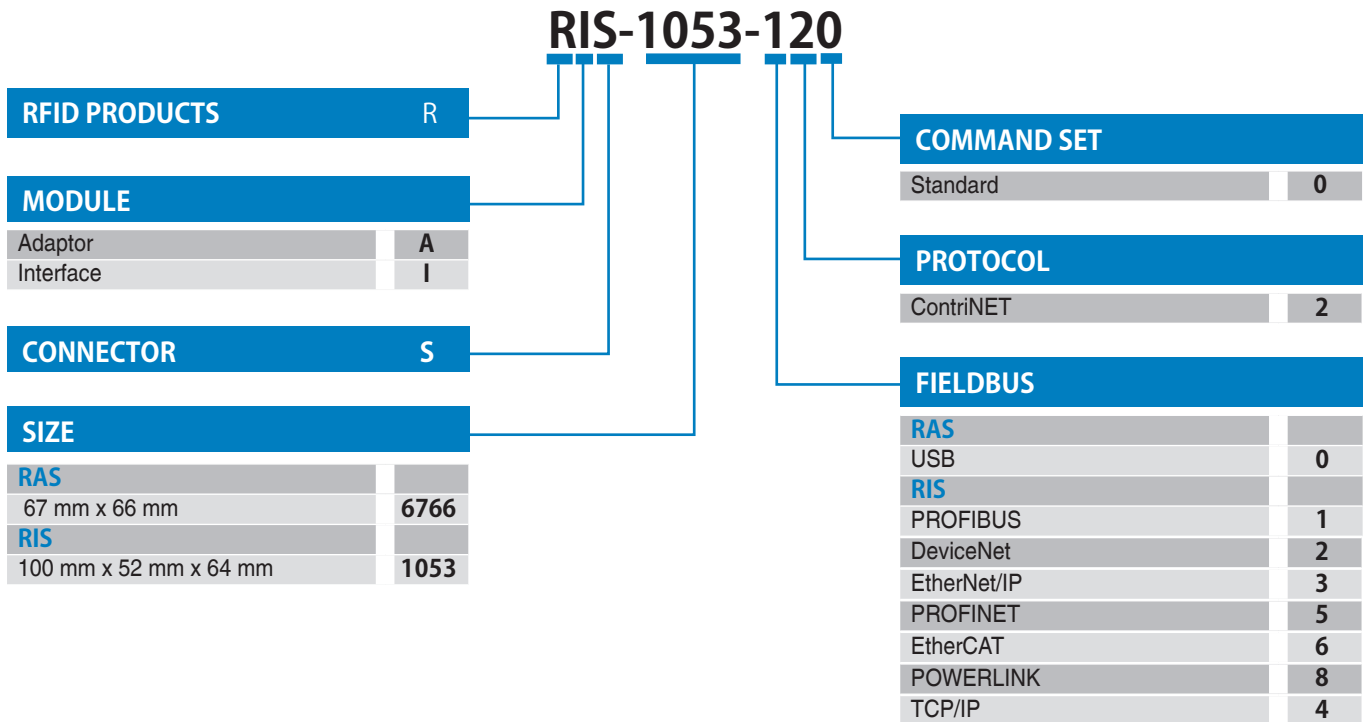 RIS-1053-120
RFID PRODUCTS R
MODULE
Adaptor A
Interface I
CONNECTOR S
SIZE
RAS
67 mm x 66 mm 6766
RIS
100 mm x 52 mm x 64 mm 1053
COMMAND SET
Standard 0
PROTOCOL
ContriNET 2
FIELDBUS
RAS
USB 0
RIS
PROFIBUS 1
DeviceNet 2
EtherNet/IP 3
PROFINET 5
EtherCAT 6
POWERLINK 8
TCP/IP 4